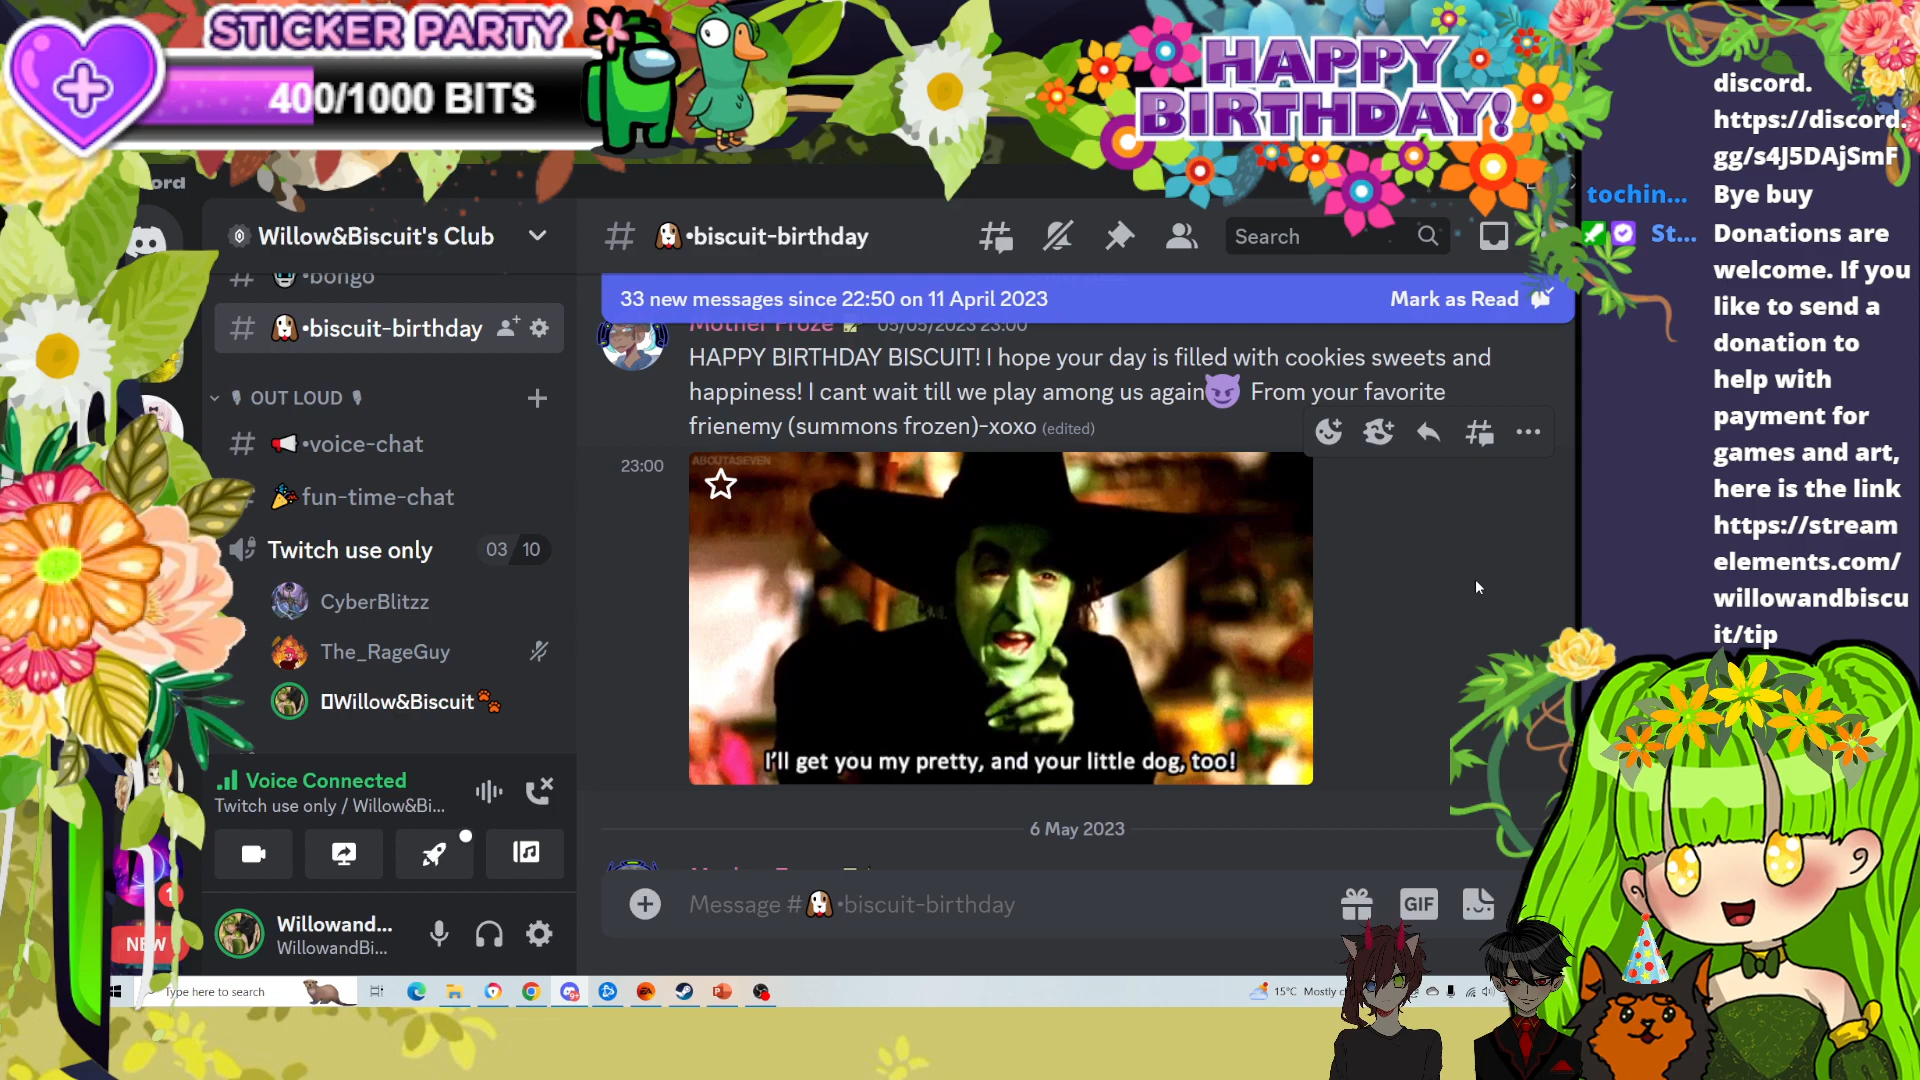 STICKER PARTY
400/1000 BITS
HAPPY
BIRTHDAY!
ord
Willow&Biscuit's Club
•bongo
•biscuit-birthday
OUT LOUD
•voice-chat
fun-time-chat
Twitch use only
03 / 10
CyberBlitzz
The_RageGuy
Willow&Biscuit
Voice Connected
Twitch use only / Willow&Bi...
Willowand...
WillowandBi...
NEW
1
•biscuit-birthday
Search
33 new messages since 22:50 on 11 April 2023
Mark as Read
Mother Froze 05/05/2023 23:00
HAPPY BIRTHDAY BISCUIT! I hope your day is filled with cookies sweets and
happiness! I cant wait till we play among us again From your favorite
frienemy (summons frozen)-xoxo (edited)
23:00
ABOUTASEVEN
I'll get you my pretty, and your little dog, too!
6 May 2023
Message # •biscuit-birthday
GIF
Type here to search
15°C Mostly
discord.
https://discord.
gg/s4J5DAjSmF
tochin... Bye buy
St... Donations are
welcome. If you
like to send a
donation to
help with
payment for
games and art,
here is the link
https://stream
elements.com/
willowandbiscu
it/tip